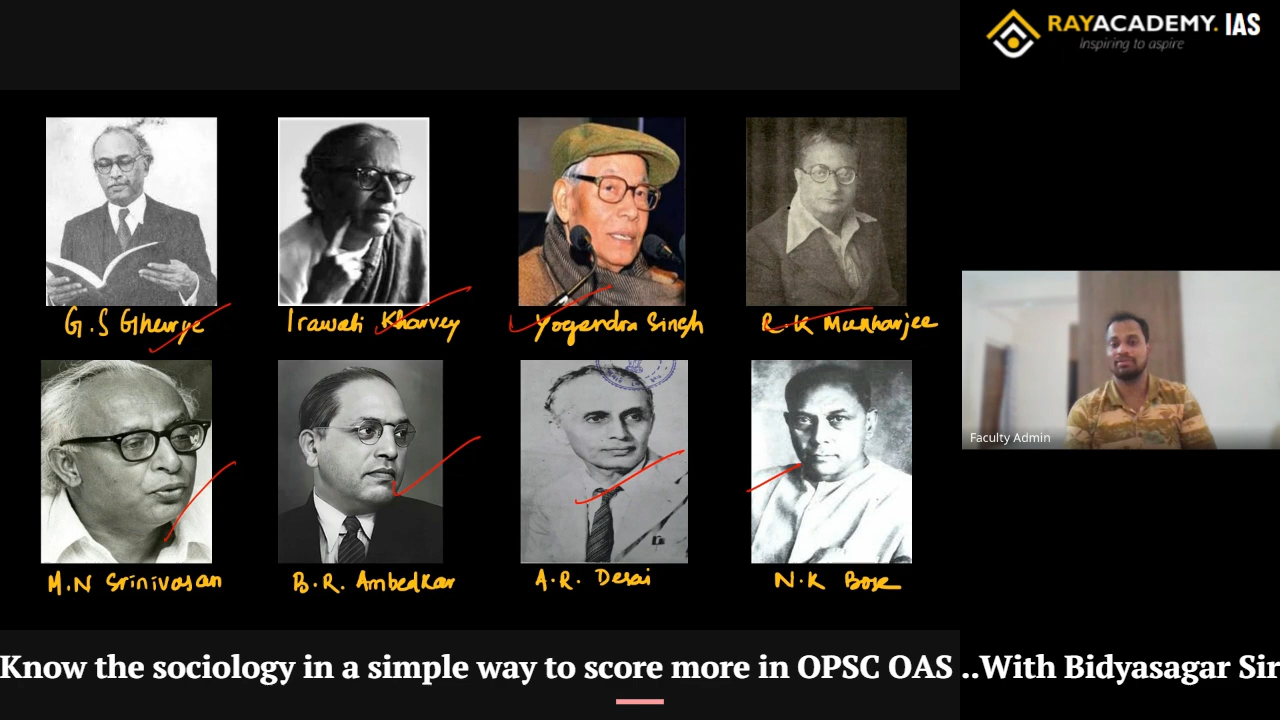 RAYACADEMY. IAS
Inspiring to aspire
G.S Ghurye
Irawati Kharvey
Yogendra Singh
R.K Mukharjee
Faculty Admin
M.N Srinivasan
B.R. Ambedkar
A.R. Desai
N.K Bose
Know the sociology in a simple way to score more in OPSC OAS ..With Bidyasagar Sir